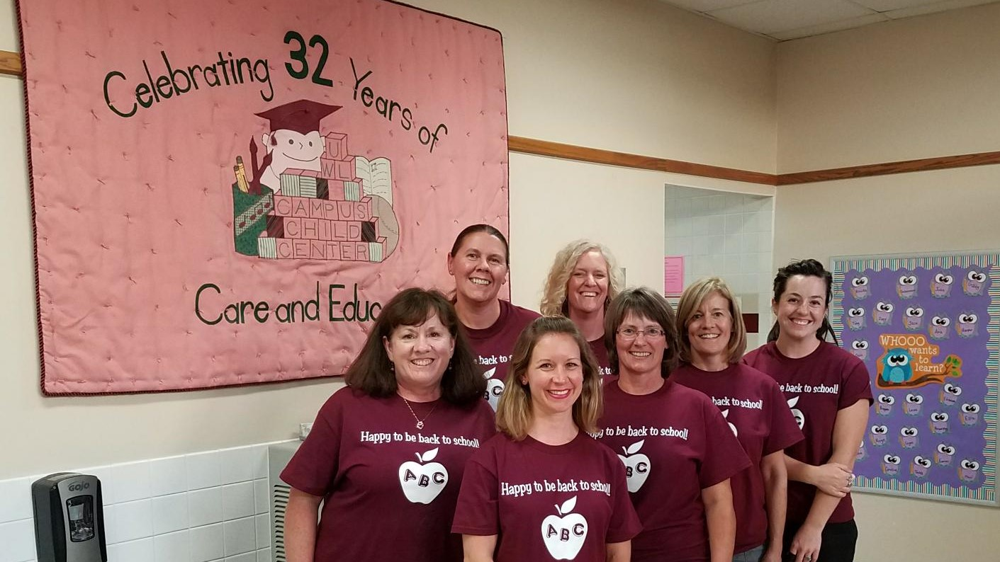 Celebrating 32 Years of
U
WL
CAMPUS
CHILD
CENTER
Care and Educ
be back to s
ABC
Happy to be back to school!
ABC
Happy to be back to school!
ABC
Happy to be back to school!
ABC
back to school!
be back to school!
WHOOO
wants
to
learn?
GOJO